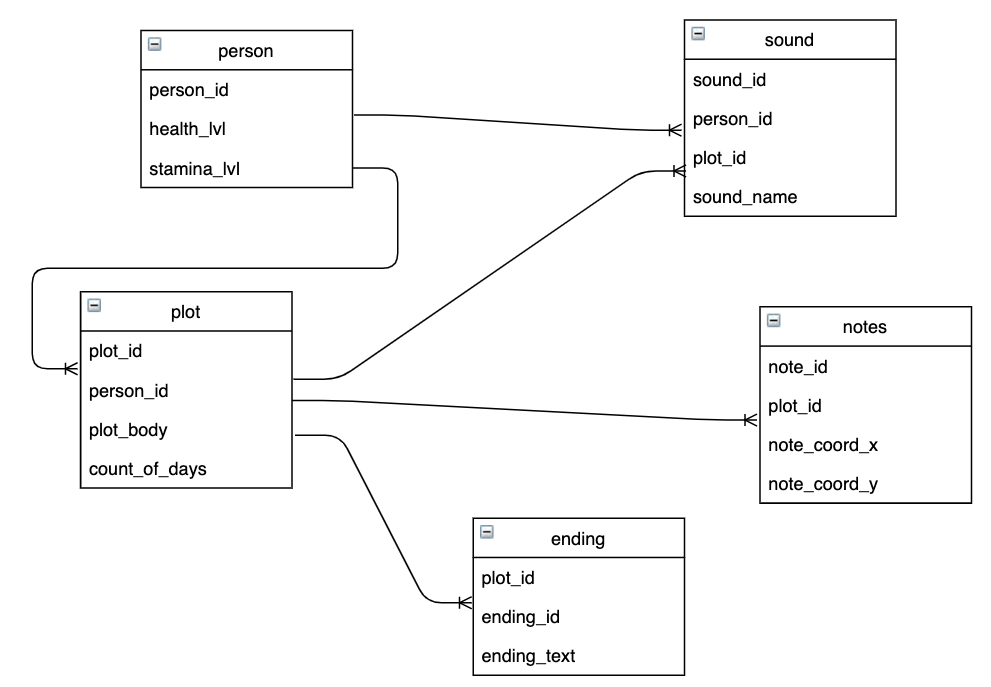 person
person_id
health_lvl
stamina_lvl
sound
sound_id
person_id
plot_id
sound_name
plot
plot_id
person_id
plot_body
count_of_days
notes
note_id
plot_id
note_coord_x
note_coord_y
ending
plot_id
ending_id
ending_text